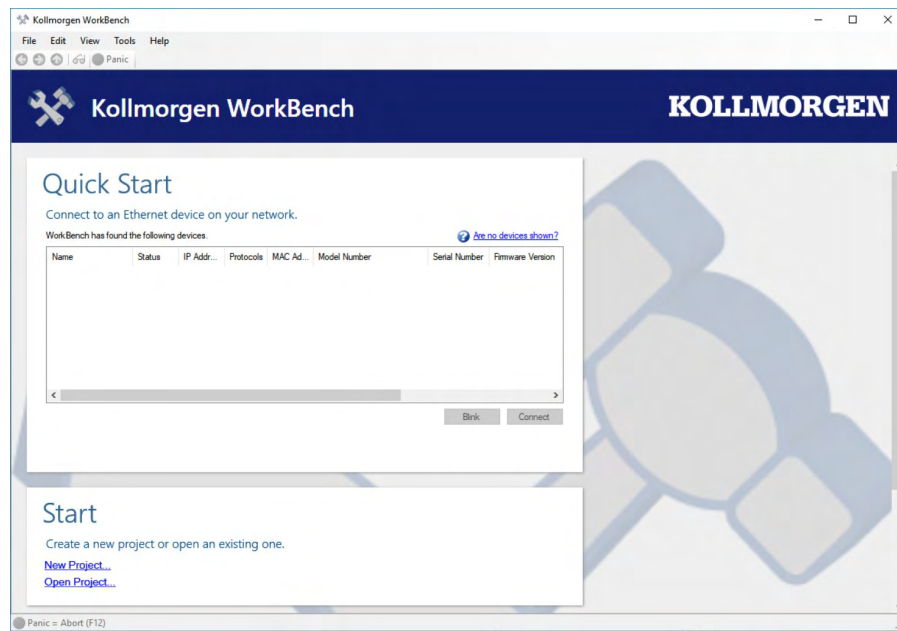 Kollmorgen WorkBench
File Edit View Tools Help
Panic
Kollmorgen WorkBench
KOLLMORGEN
Quick Start
Connect to an Ethernet device on your network.
WorkBench has found the following devices.
Are no devices shown?
Name Status IP Addr... Protocols MAC Ad... Model Number Serial Number Firmware Version
Blink Connect
Start
Create a new project or open an existing one.
New Project...
Open Project...
Panic = Abort (F12)